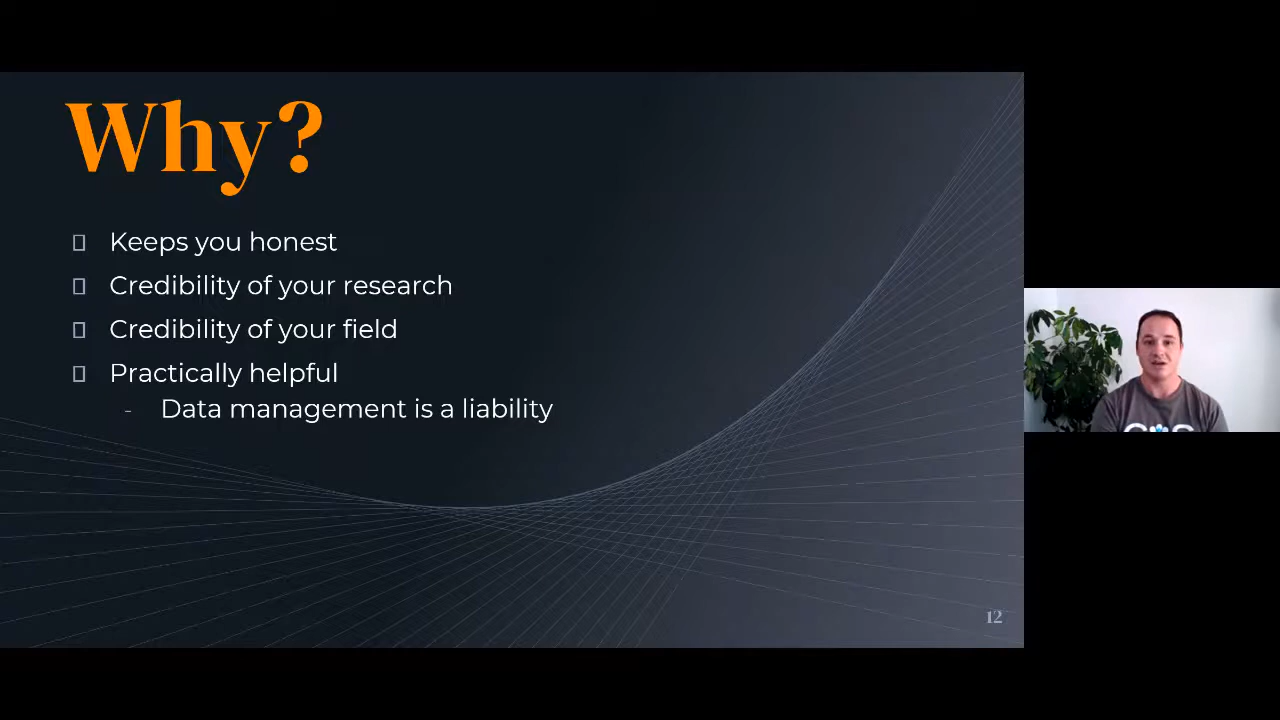 Why?
Keeps you honest
Credibility of your research
Credibility of your field
Practically helpful
- Data management is a liability
12